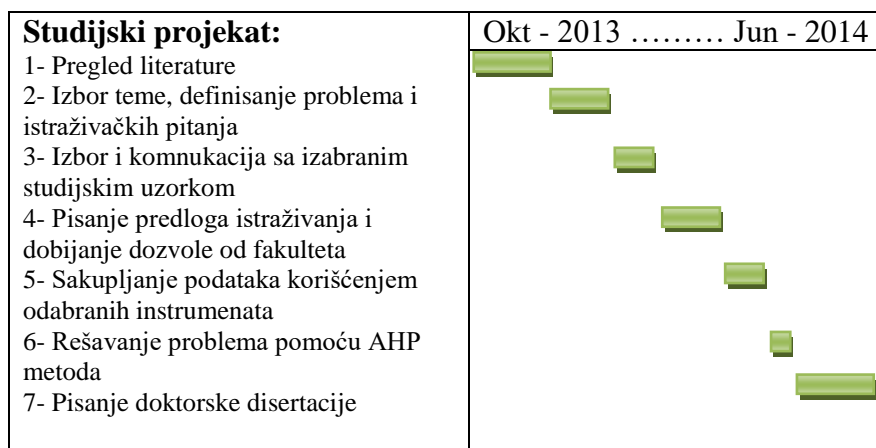 Studijski projekat:
Okt - 2013 ……… Jun - 2014
1- Pregled literature
2- Izbor teme, definisanje problema i
istraživačkih pitanja
3- Izbor i komnukacija sa izabranim
studijskim uzorkom
4- Pisanje predloga istraživanja i
dobijanje dozvole od fakulteta
5- Sakupljanje podataka korišćenjem
odabranih instrumenata
6- Rešavanje problema pomoću AHP
metoda
7- Pisanje doktorske disertacije